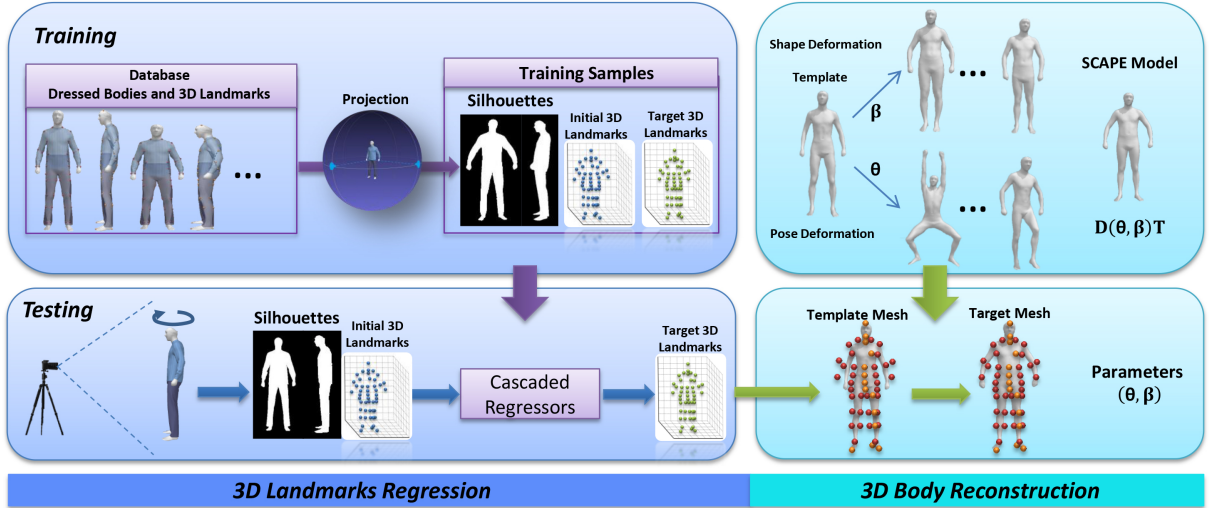 Training
Database
Dressed Bodies and 3D Landmarks
...
Projection
Training Samples
Silhouettes
Initial 3D
Landmarks
Target 3D
Landmarks
Shape Deformation
Template
β
θ
Pose Deformation
...
...
SCAPE Model
D(θ, β)T
Testing
Silhouettes
Initial 3D
Landmarks
Cascaded
Regressors
Target 3D
Landmarks
Template Mesh
Target Mesh
Parameters
(θ, β)
3D Landmarks Regression
3D Body Reconstruction